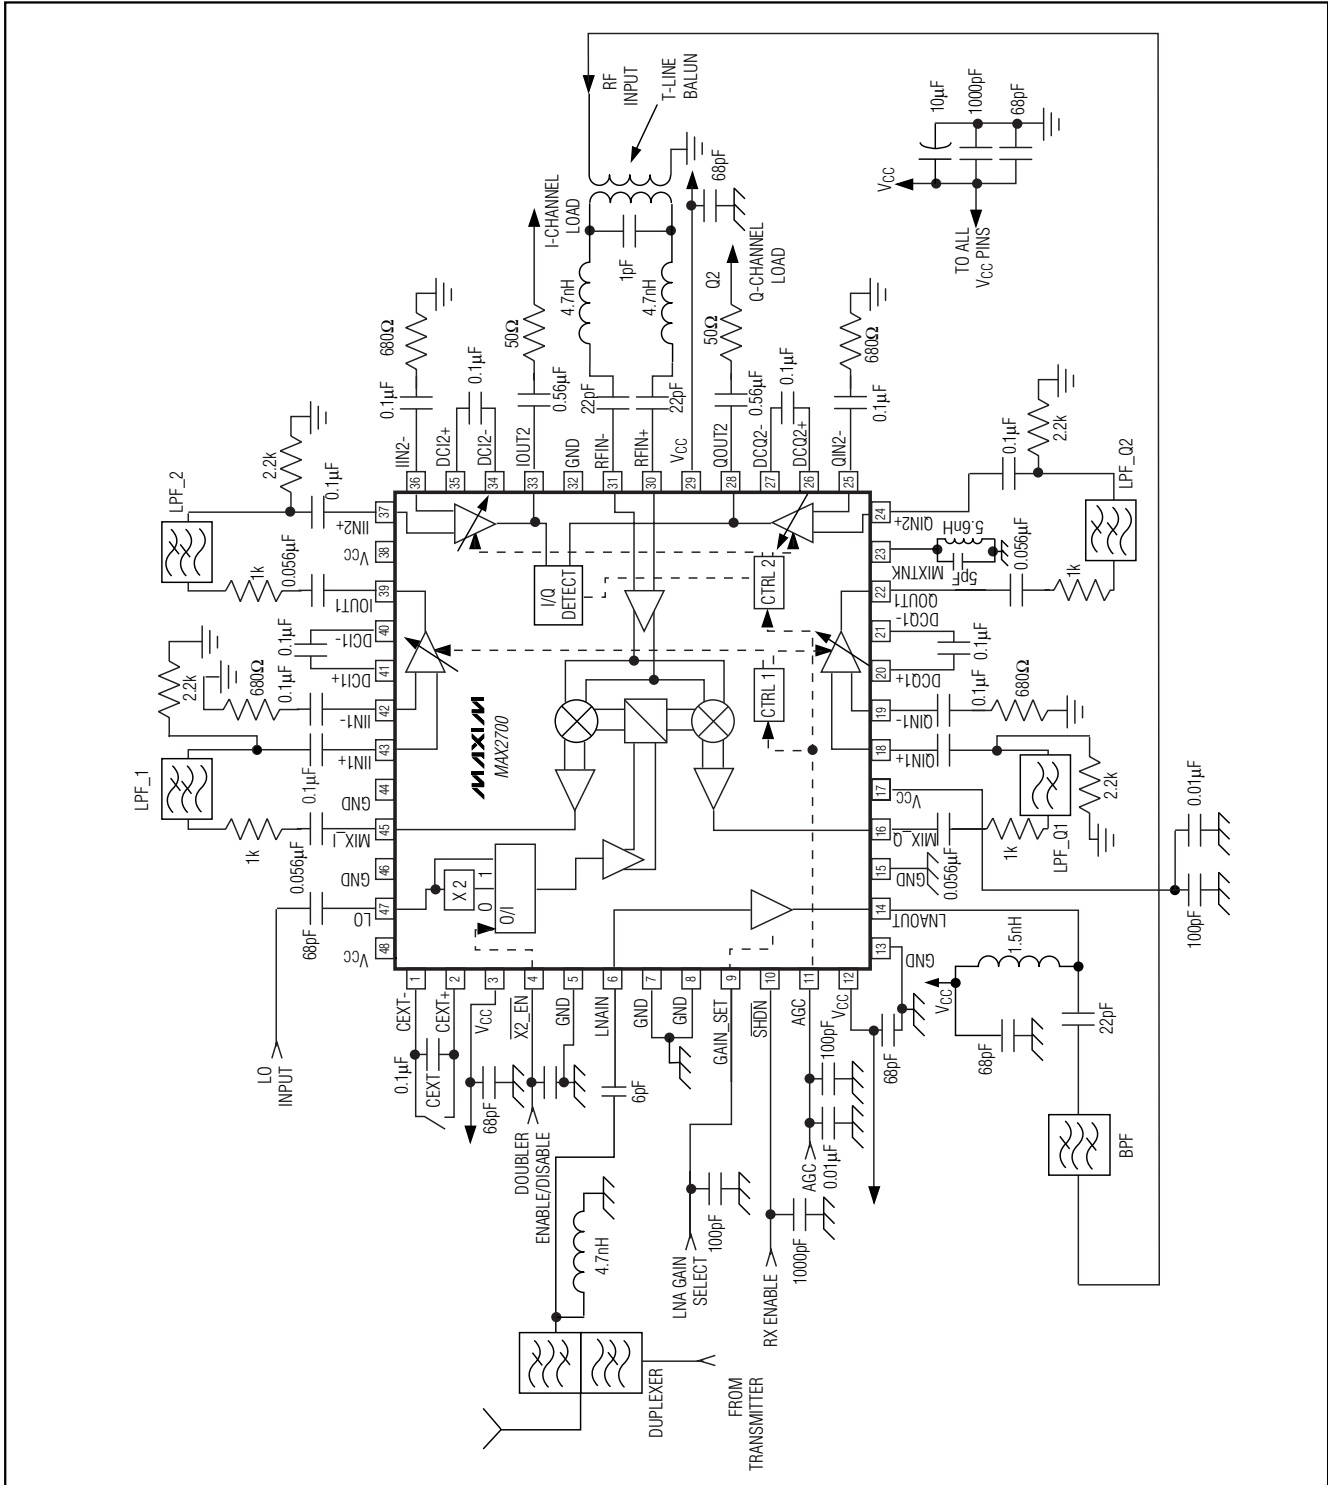 RF
INPUT
T-LINE
BALUN
10µF
1000pF
68pF
VCC
TO ALL
VCC PINS
I-CHANNEL
LOAD
1pF
4.7nH
4.7nH
68pF
Q2
Q-CHANNEL
LOAD
680Ω
0.1µF
0.1µF
50Ω
0.56µF
22pF
22pF
50Ω
0.56µF
0.1µF
680Ω
0.1µF
IIN2-
DCI2+
DCI2-
IOUT2
GND
RFIN-
RFIN+
VCC
QOUT2
DCQ2-
DCQ2+
QIN2-
36
35
34
33
32
31
30
29
28
27
26
25
LPF_2
2.2k
0.1µF
1k
0.056µF
0.1µF
2.2k
680Ω
0.1µF
LPF_1
0.1µF
1k
0.056µF
68pF
LO
INPUT
37
38
39
40
41
42
43
44
45
46
47
48
IIN2+
VCC
IOUT1
DCI1-
DCI1+
IIN1-
IIN1+
GND
MIX_I
GND
LO
VCC
MAXIM
MAX2700
I/Q
DETECT
CTRL 2
CTRL 1
X 2
1
0
O/I
24
23
22
21
20
19
18
17
16
15
14
13
QIN2+
MIXTNK
QOUT1
DCQ1-
DCQ1+
QIN1-
QIN1+
VCC
MIX_Q
GND
LNAOUT
GND
0.1µF
2.2k
LPF_Q2
5.6nH
5pF
0.056µF
1k
0.1µF
0.1µF
680Ω
LPF_Q1
2.2k
1k
0.056µF
0.01µF
100pF
1.5nH
VCC
68pF
22pF
BPF
1
2
3
4
5
6
7
8
9
10
11
12
CEXT-
CEXT+
VCC
X2_EN
GND
LNAIN
GND
GND
GAIN_SET
SHDN
AGC
VCC
0.1µF
CEXT
68pF
DOUBLER
ENABLE/DISABLE
6pF
4.7nH
LNA GAIN
SELECT
100pF
RX ENABLE
1000pF
AGC
0.01µF
100pF
68pF
DUPLEXER
FROM
TRANSMITTER